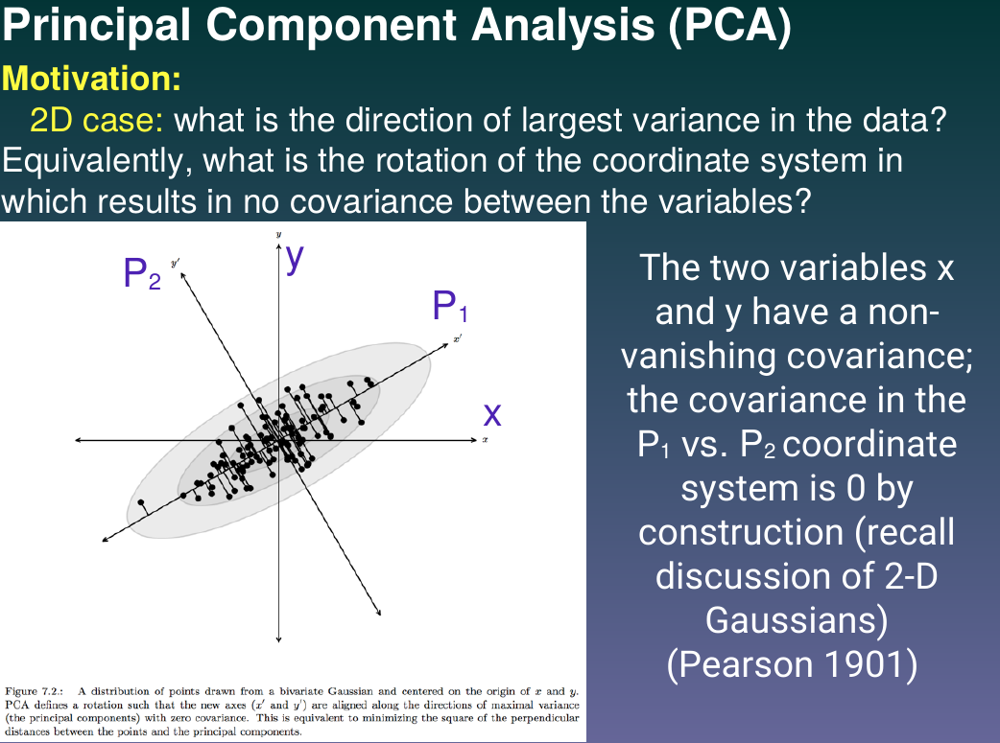 Principal Component Analysis (PCA)
Motivation:
2D case: what is the direction of largest variance in the data?
Equivalently, what is the rotation of the coordinate system in
which results in no covariance between the variables?
y
y
P2
y'
P1
x'
x
x
The two variables x
and y have a non-
vanishing covariance;
the covariance in the
P1 vs. P2 coordinate
system is 0 by
construction (recall
discussion of 2-D
Gaussians)
(Pearson 1901)
Figure 7.2.: A distribution of points drawn from a bivariate Gaussian and centered on the origin of x and y.
PCA defines a rotation such that the new axes (x' and y') are aligned along the directions of maximal variance
(the principal components) with zero covariance. This is equivalent to minimizing the square of the perpendicular
distances between the points and the principal components.